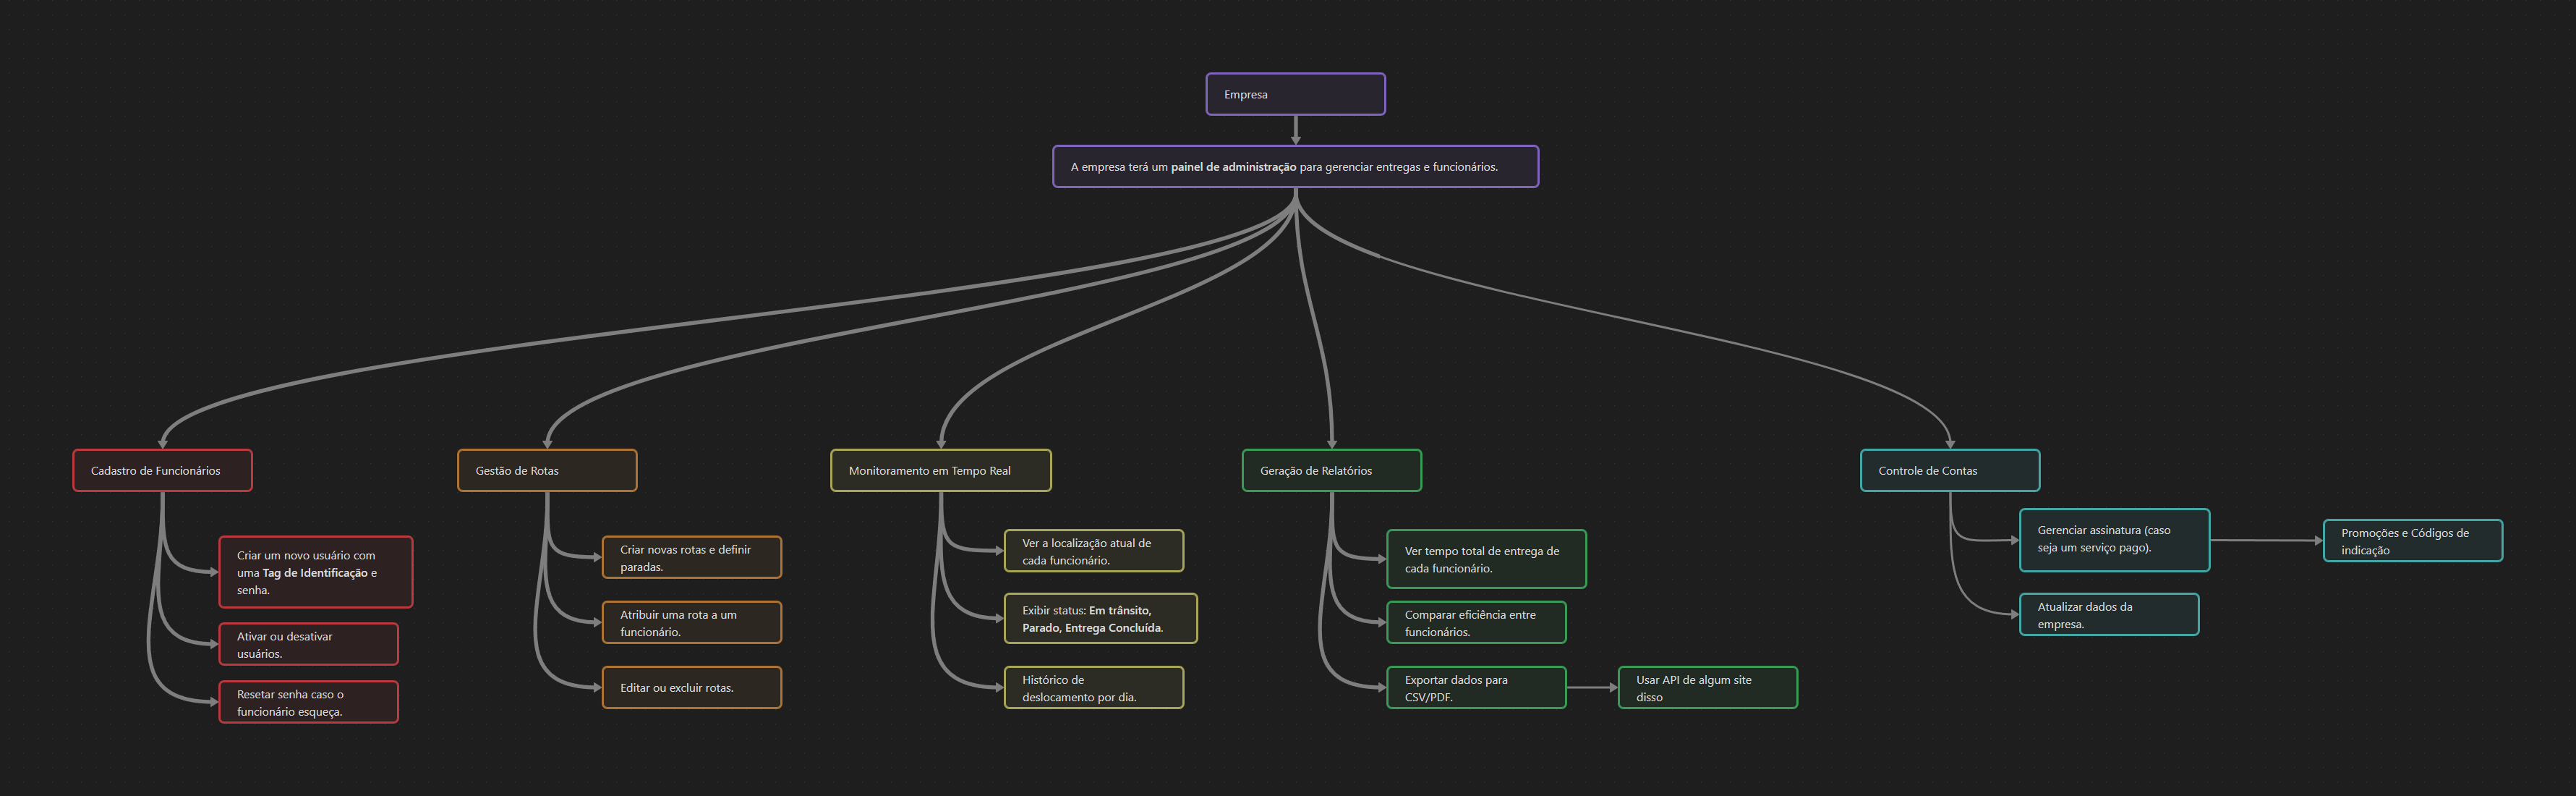 Empresa
A empresa terá um painel de administração para gerenciar entregas e funcionários.
Cadastro de Funcionários
Criar um novo usuário com
uma Tag de Identificação e
senha.
Ativar ou desativar
usuários.
Resetar senha caso o
funcionário esqueça.
Gestão de Rotas
Criar novas rotas e definir
paradas.
Atribuir uma rota a um
funcionário.
Editar ou excluir rotas.
Monitoramento em Tempo Real
Ver a localização atual de
cada funcionário.
Exibir status: Em trânsito,
Parado, Entrega Concluída.
Histórico de
deslocamento por dia.
Geração de Relatórios
Ver tempo total de entrega de
cada funcionário.
Comparar eficiência entre
funcionários.
Exportar dados para
CSV/PDF.
Usar API de algum site
disso
Controle de Contas
Gerenciar assinatura (caso
seja um serviço pago).
Promoções e Códigos de
indicação
Atualizar dados da
empresa.